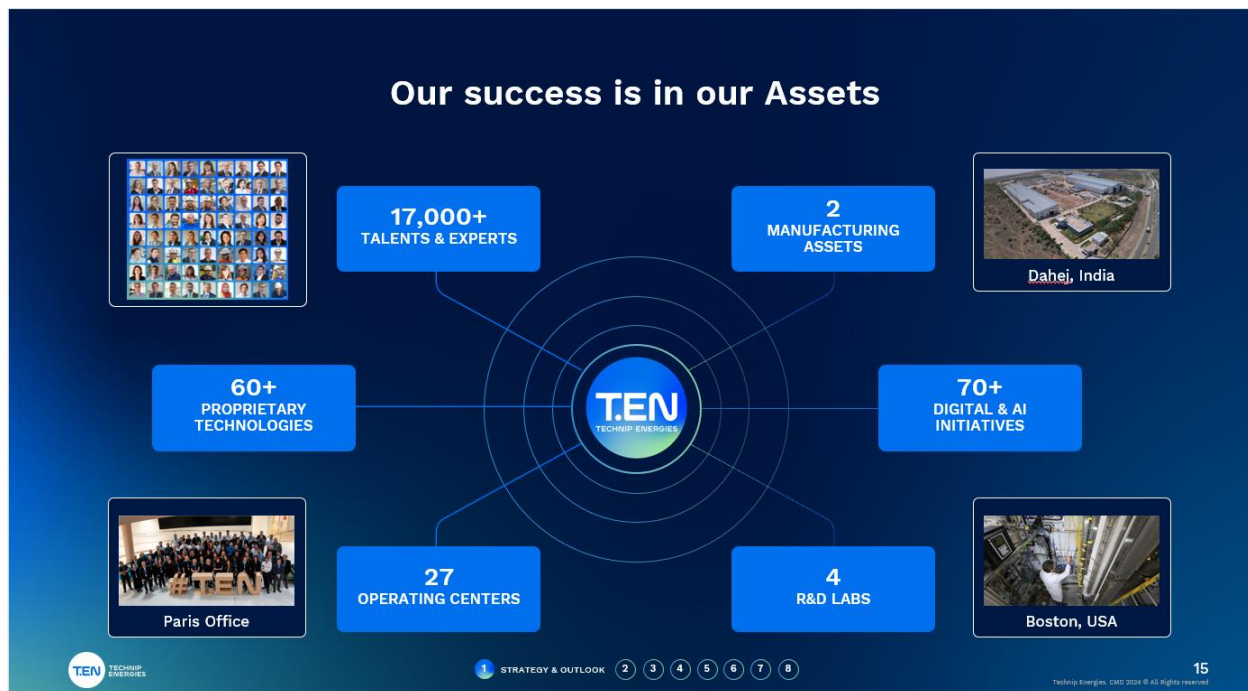 Our success is in our Assets
17,000+
TALENTS & EXPERTS
2
MANUFACTURING
ASSETS
Dahej, India
60+
PROPRIETARY
TECHNOLOGIES
T.EN
TECHNIP ENERGIES
70+
DIGITAL & AI
INITIATIVES
#TEN
Paris Office
27
OPERATING CENTERS
4
R&D LABS
Boston, USA
T.EN
TECHNIP
ENERGIES
1 STRATEGY & OUTLOOK 2 3 4 5 6 7 8
15
Technip Energies. CMD 2024 © All Rights reserved